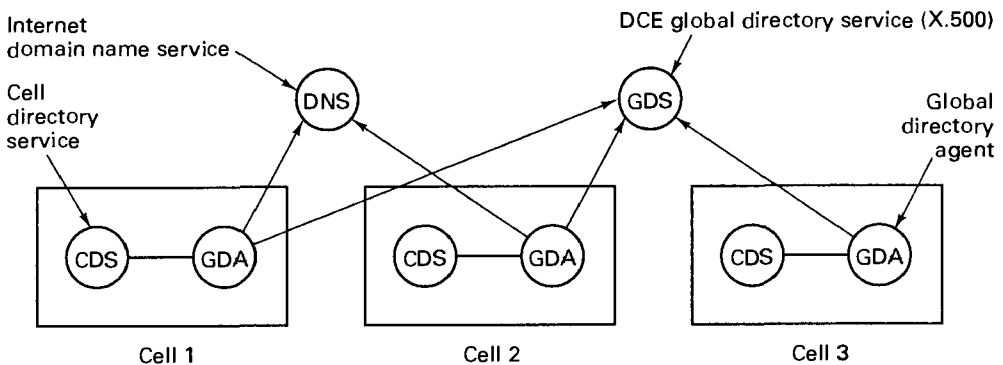 Internet
domain name service
DCE global directory service (X.500)
Cell
directory
service
DNS
GDS
Global
directory
agent
CDS
GDA
CDS
GDA
CDS
GDA
Cell 1
Cell 2
Cell 3